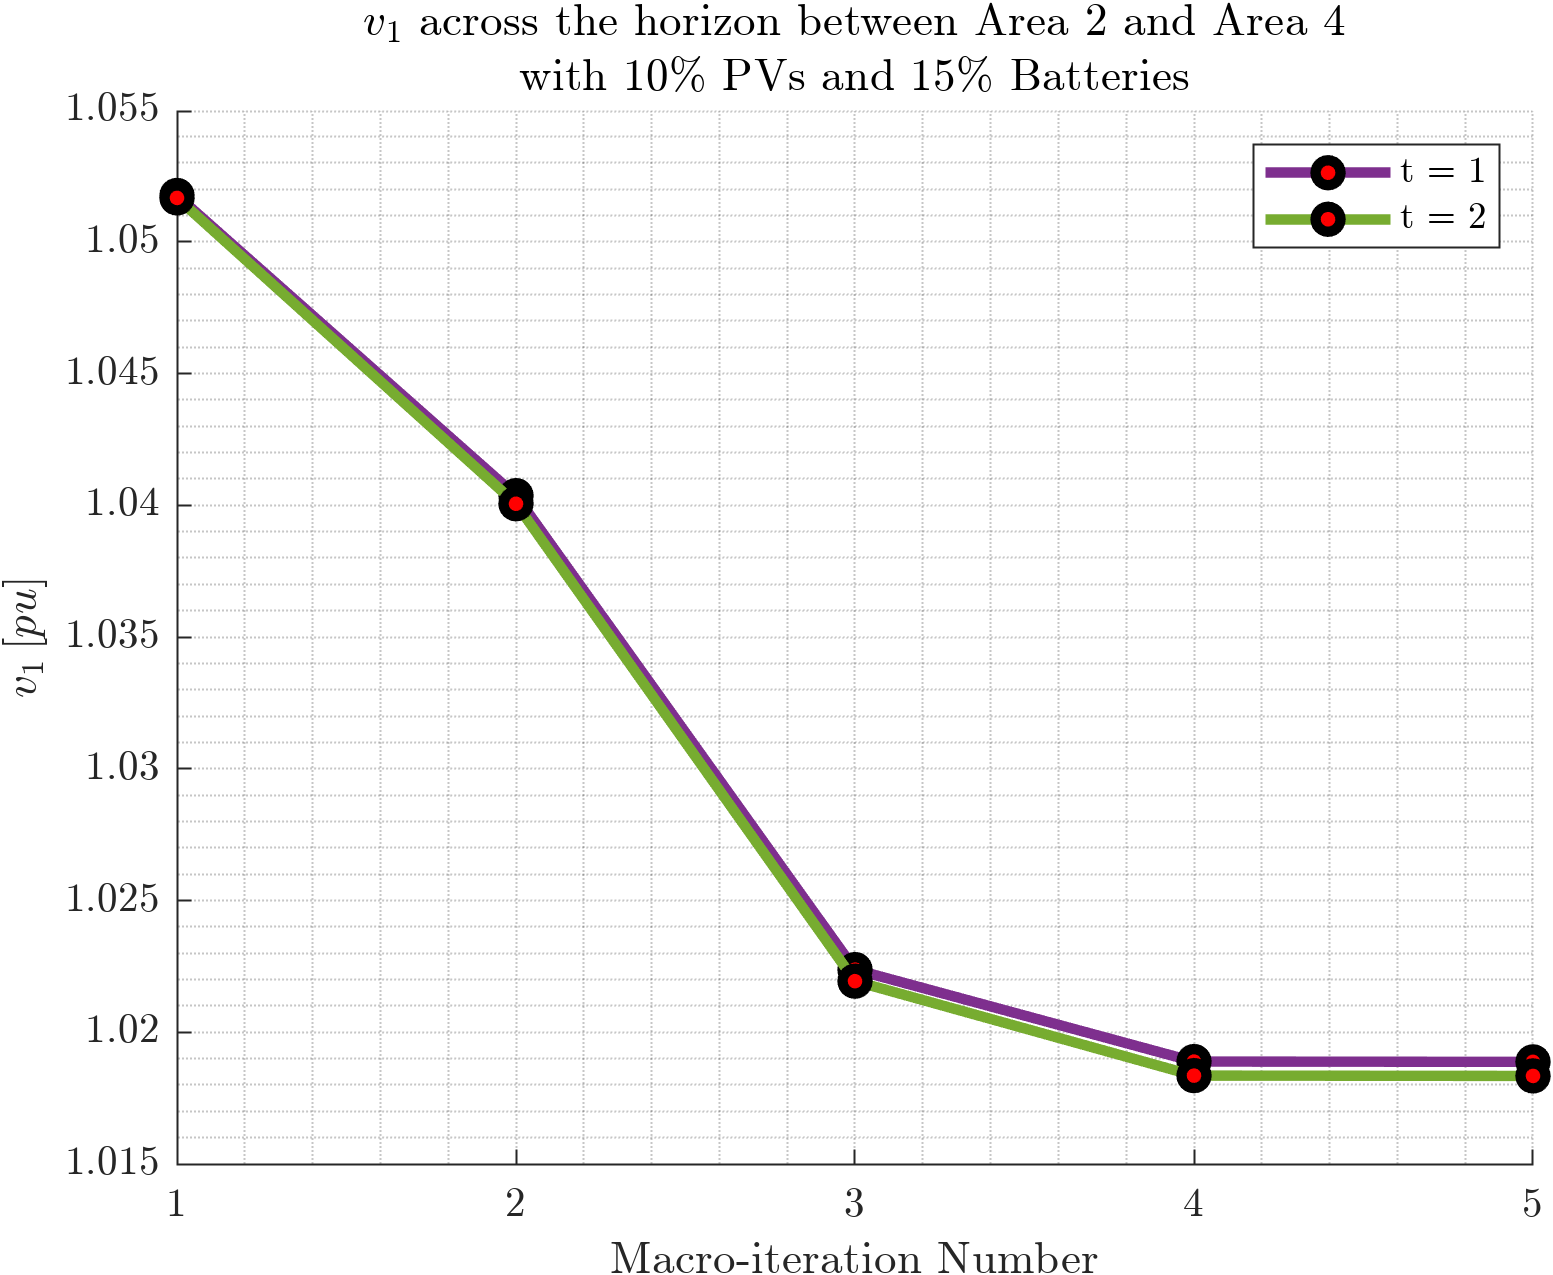 v₁ across the horizon between Area 2 and Area 4
with 10% PVs and 15% Batteries
1.055
1.05
1.045
1.04
1.035
1.03
1.025
1.02
1.015
v₁ [pu]
t = 1
t = 2
1 2 3 4 5
Macro-iteration Number